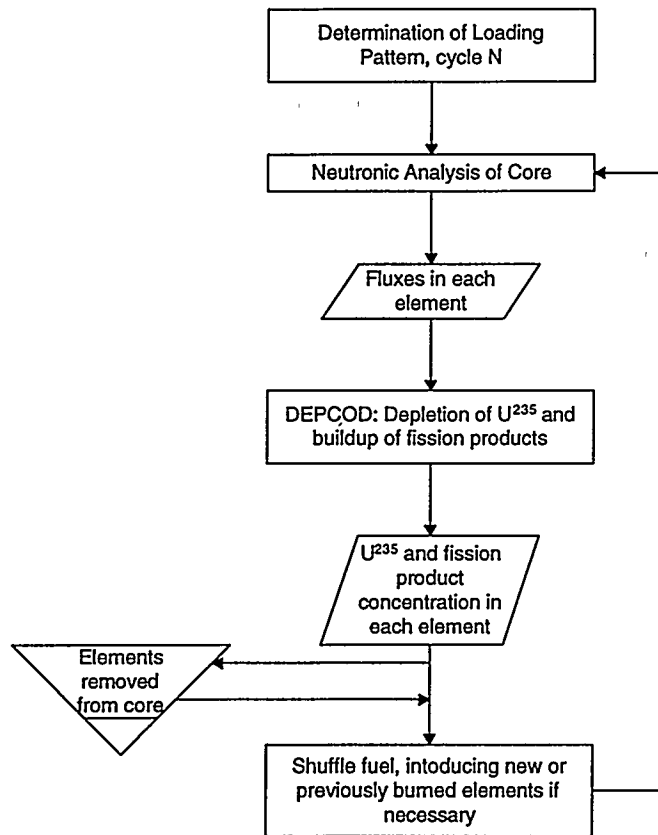 Determination of Loading
Pattern, cycle N
Neutronic Analysis of Core
Fluxes in each
element
DEPCOD: Depletion of U²³⁵ and
buildup of fission products
U²³⁵ and fission
product
concentration in
each element
Elements
removed
from core
Shuffle fuel, intoducing new or
previously burned elements if
necessary